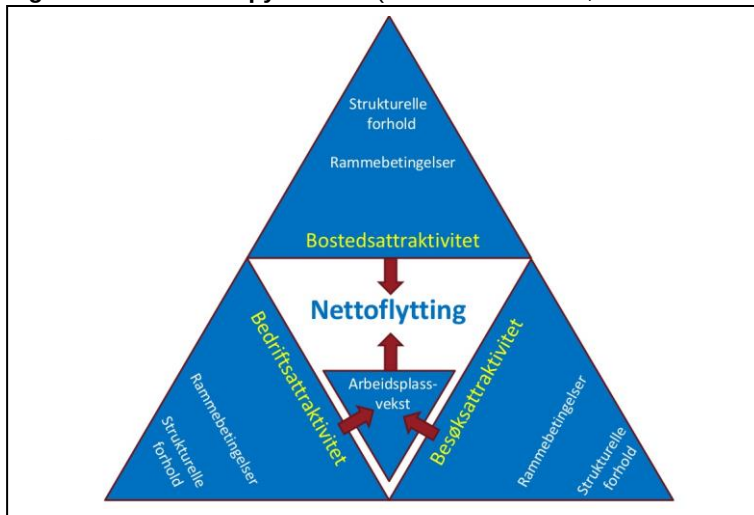 Strukturelle
forhold
Rammebetingelser
Bostedsattraktivitet
Nettoflytting
Arbeidsplass-
vekst
Bedriftsattraktivitet
Rammebetingelser
Strukturelle
forhold
Besøksattraktivitet
Rammebetingelser
Strukturelle
forhold